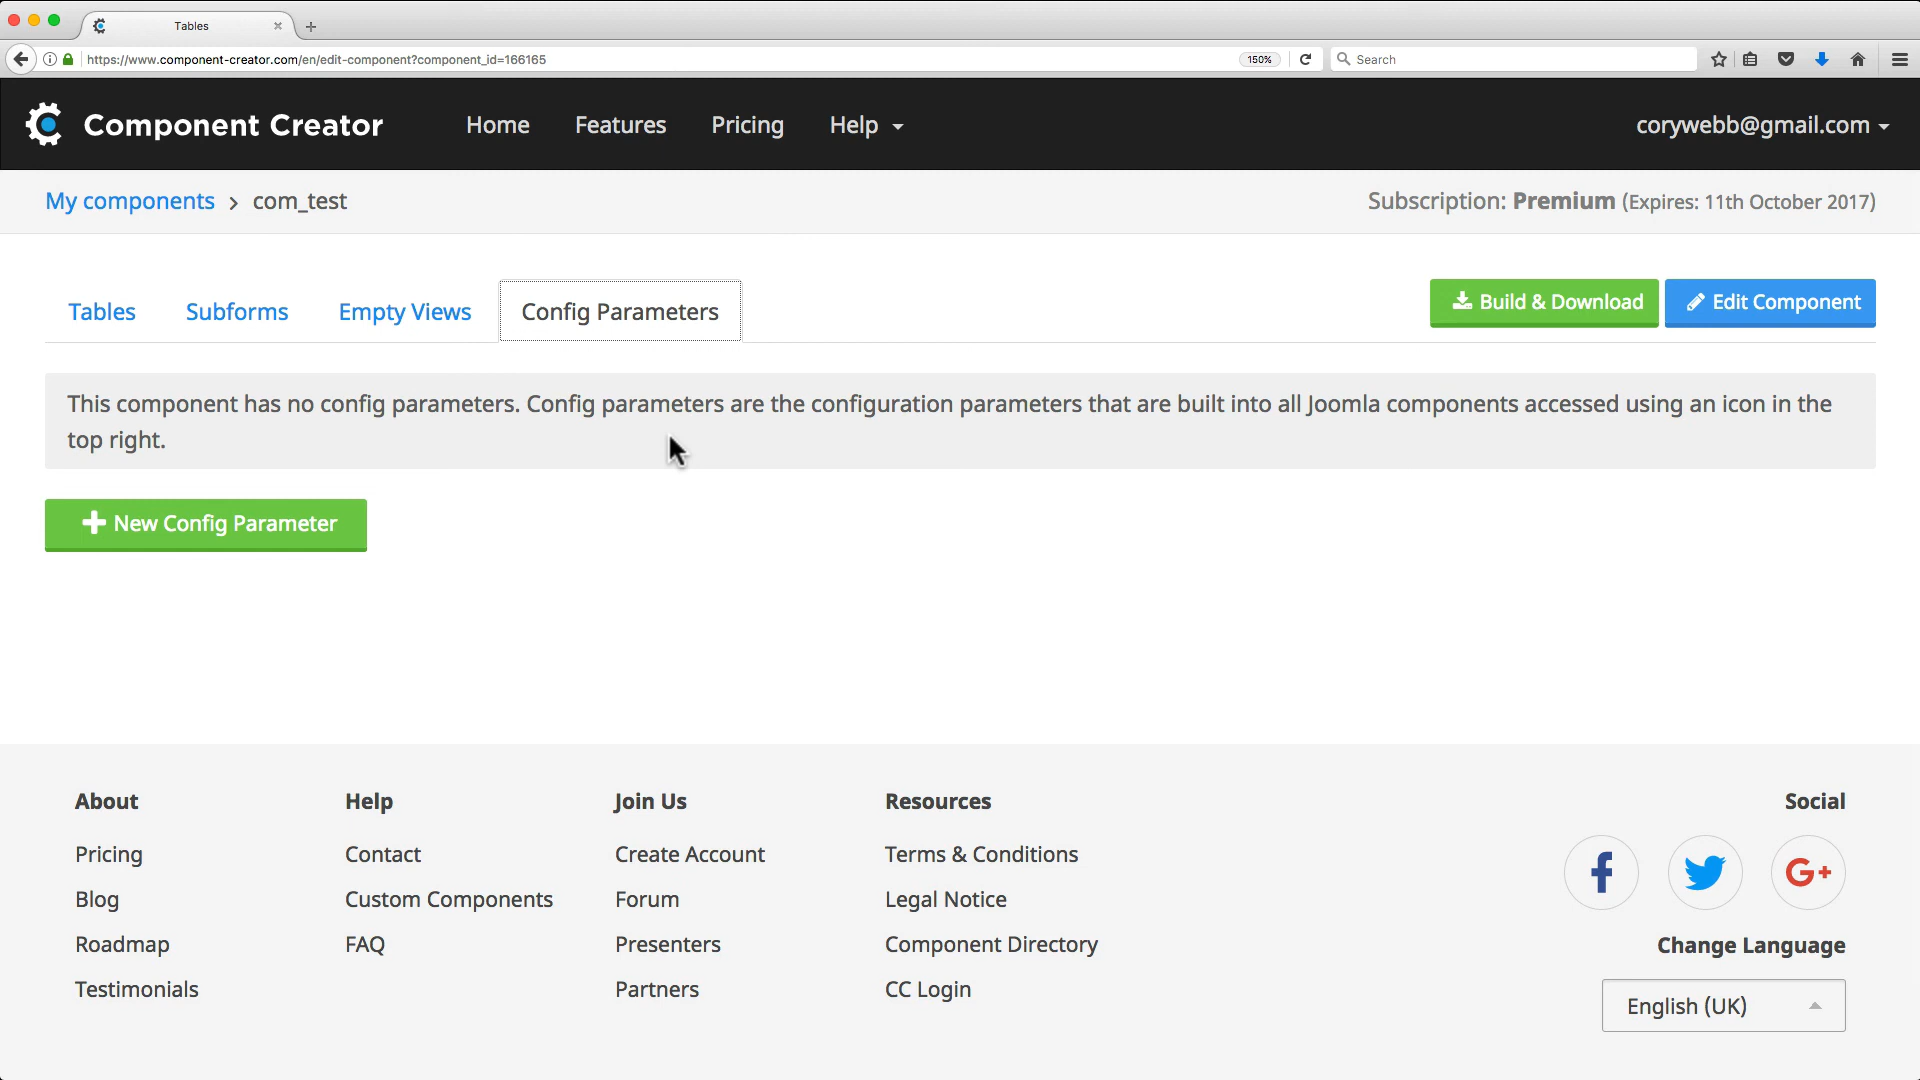 Tables
https://www.component-creator.com/en/edit-component?component_id=166165
150%
Search
Component Creator
Home
Features
Pricing
Help
corywebb@gmail.com
My components › com_test
Subscription: Premium (Expires: 11th October 2017)
Tables
Subforms
Empty Views
Config Parameters
Build & Download
Edit Component
This component has no config parameters. Config parameters are the configuration parameters that are built into all Joomla components accessed using an icon in the
top right.
New Config Parameter
About
Pricing
Blog
Roadmap
Testimonials
Help
Contact
Custom Components
FAQ
Join Us
Create Account
Forum
Presenters
Partners
Resources
Terms & Conditions
Legal Notice
Component Directory
CC Login
Social
G+
Change Language
English (UK)